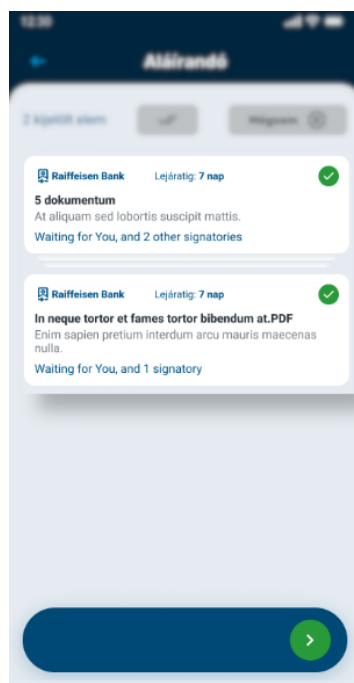 12:30
Aláírandó
2 kijelölt elem
Mégsem
Raiffeisen Bank Lejáratig: 7 nap
5 dokumentum
At aliquam sed lobortis suscipit mattis.
Waiting for You, and 2 other signatories
Raiffeisen Bank Lejáratig: 7 nap
In neque tortor et fames tortor bibendum at.PDF
Enim sapien pretium interdum arcu mauris maecenas
nulla.
Waiting for You, and 1 signatory